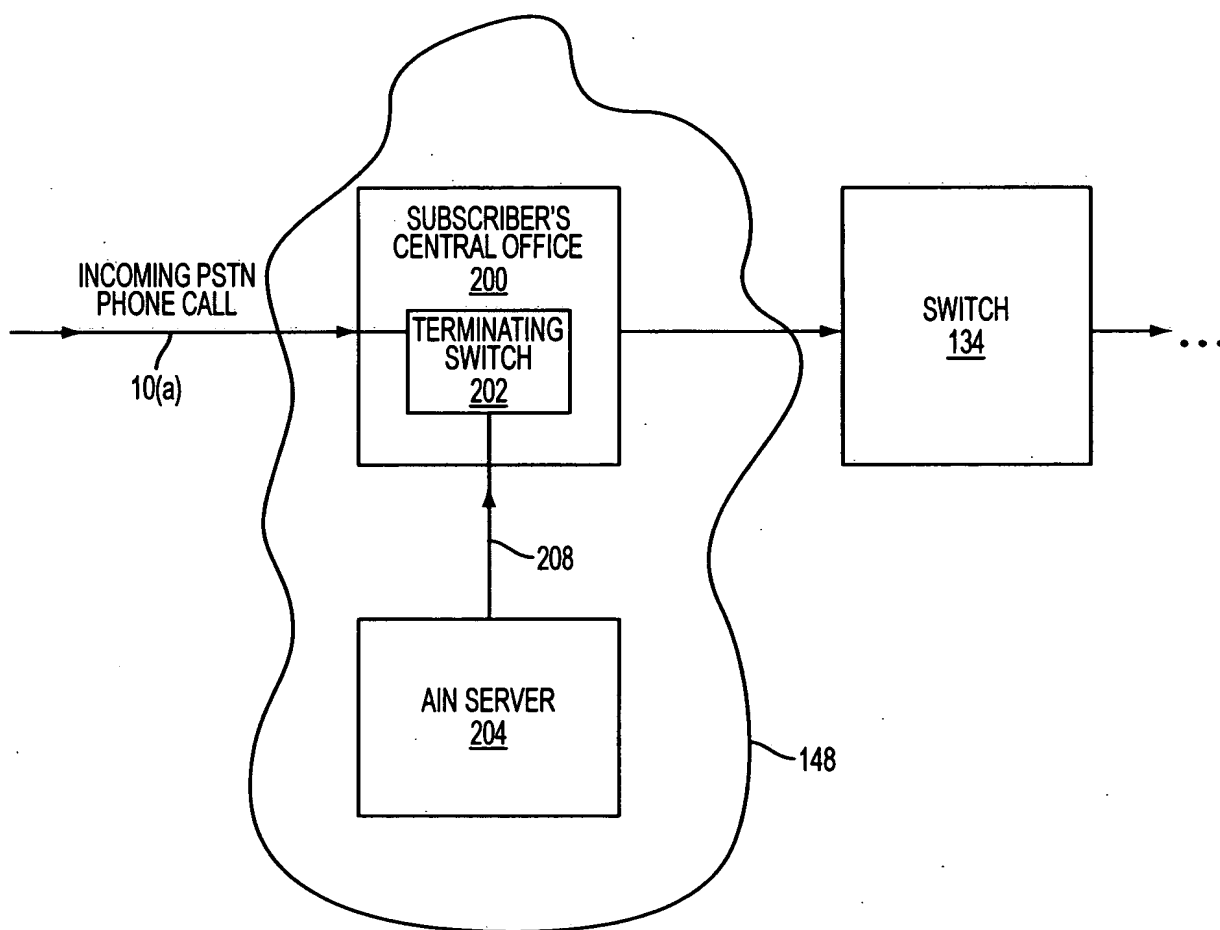 INCOMING PSTN
PHONE CALL
10(a)
SUBSCRIBER'S
CENTRAL OFFICE
200
TERMINATING
SWITCH
202
SWITCH
134
208
AIN SERVER
204
148